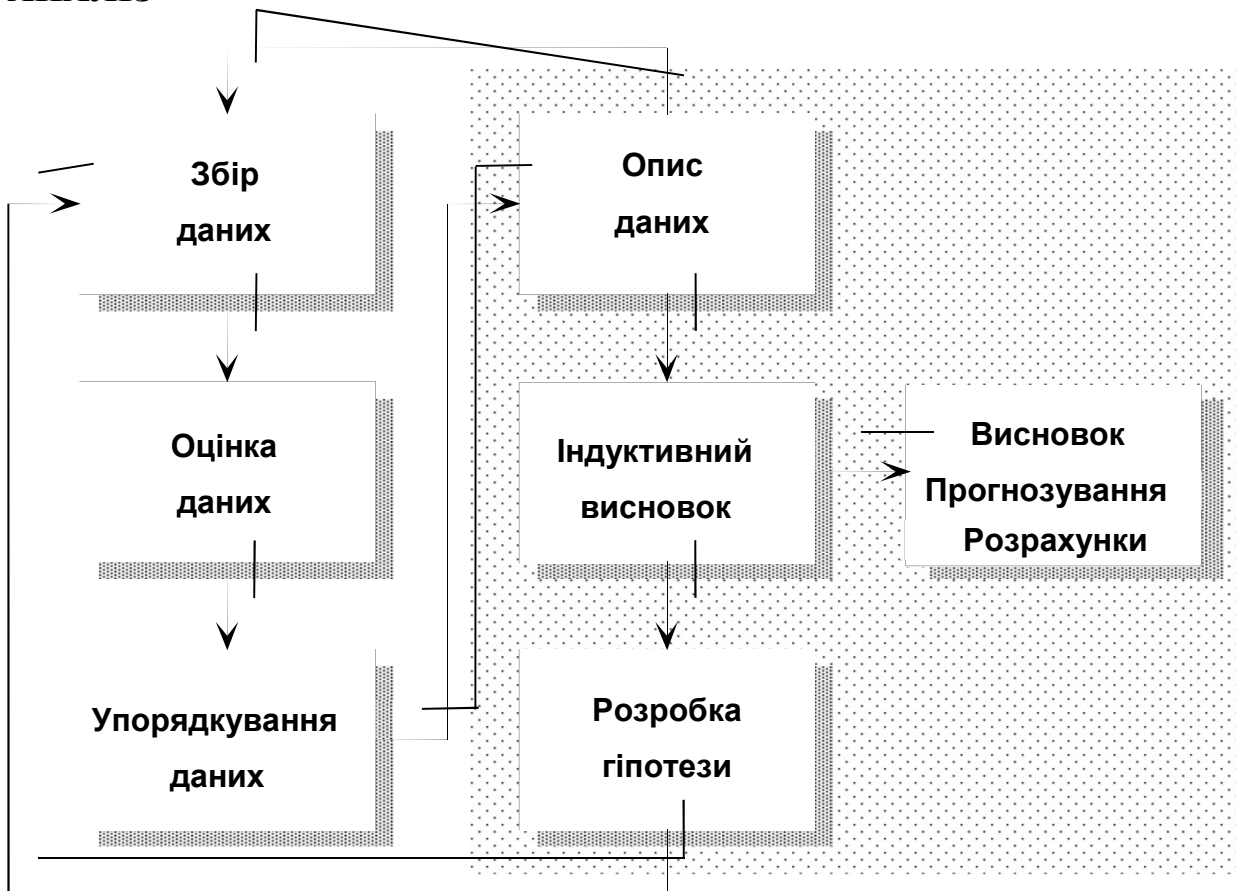 Збір
даних
Опис
даних
Оцінка
даних
Індуктивний
висновок
Висновок
Прогнозування
Розрахунки
Упорядкування
даних
Розробка
гіпотези